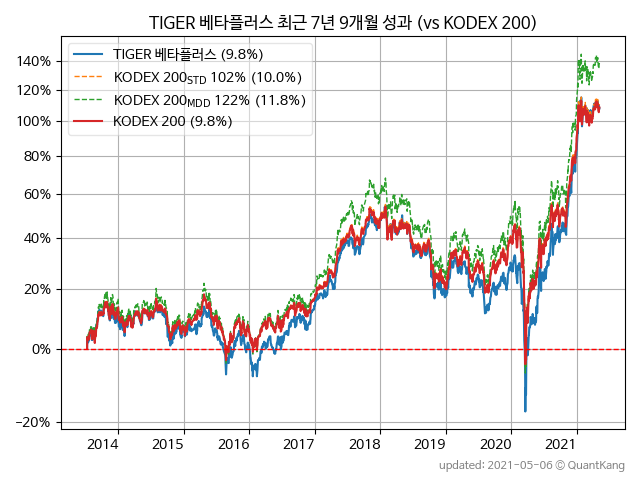 TIGER 베타플러스 최근 7년 9개월 성과 (vs KODEX 200)
TIGER 베타플러스 (9.8%)
KODEX 200STD 102% (10.0%)
KODEX 200MDD 122% (11.8%)
KODEX 200 (9.8%)
140%
120%
100%
80%
60%
40%
20%
0%
−20%
2014 2015 2016 2017 2018 2019 2020 2021
updated: 2021-05-06 © QuantKang